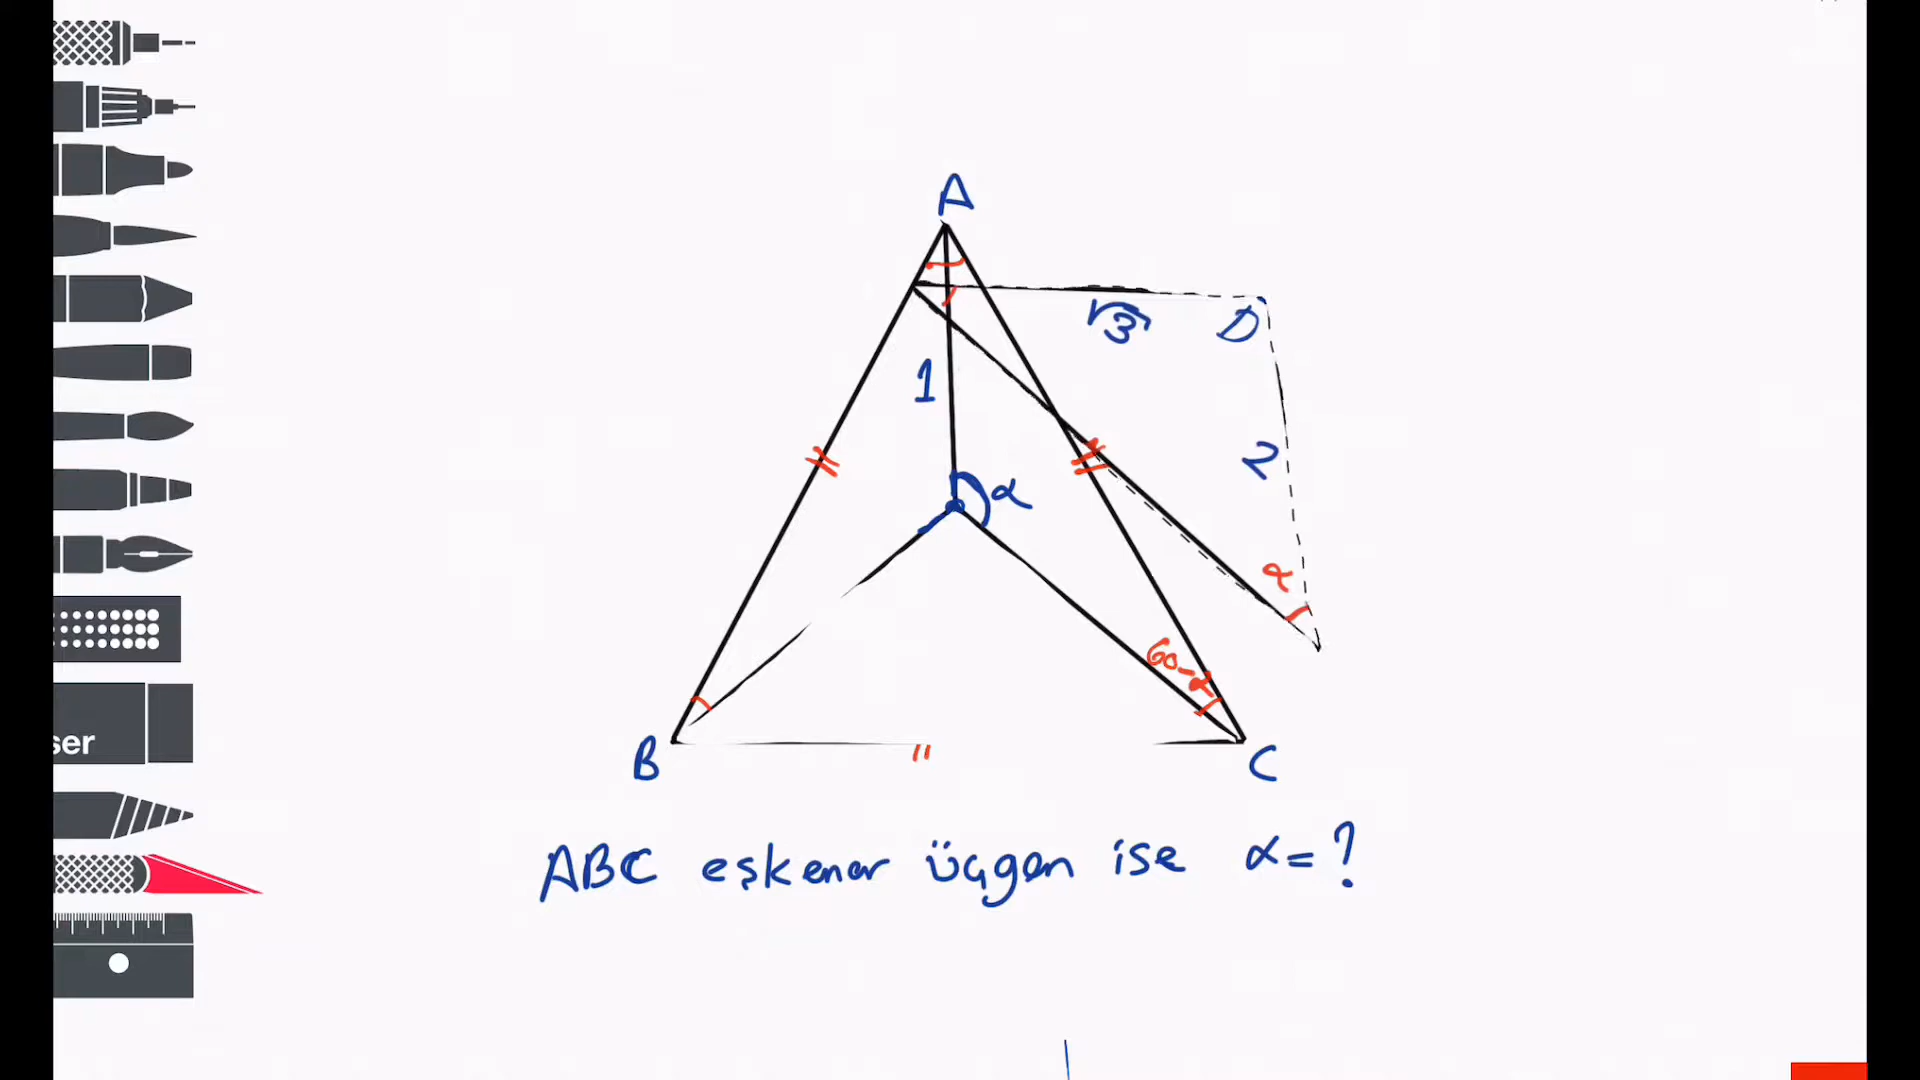 A
√3
D
1
2
α
α
60-α
B
"
C
ser
ABC eşkenar üçgen ise α=?